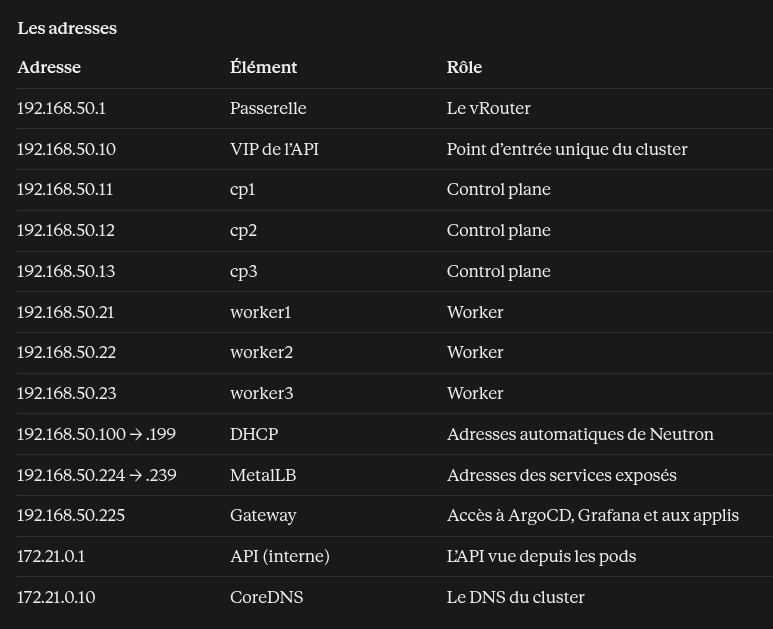 Les adresses
Adresse Élément Rôle
192.168.50.1 Passerelle Le vRouter
192.168.50.10 VIP de l’API Point d’entrée unique du cluster
192.168.50.11 cp1 Control plane
192.168.50.12 cp2 Control plane
192.168.50.13 cp3 Control plane
192.168.50.21 worker1 Worker
192.168.50.22 worker2 Worker
192.168.50.23 worker3 Worker
192.168.50.100 → .199 DHCP Adresses automatiques de Neutron
192.168.50.224 → .239 MetalLB Adresses des services exposés
192.168.50.225 Gateway Accès à ArgoCD, Grafana et aux applis
172.21.0.1 API (interne) L’API vue depuis les pods
172.21.0.10 CoreDNS Le DNS du cluster